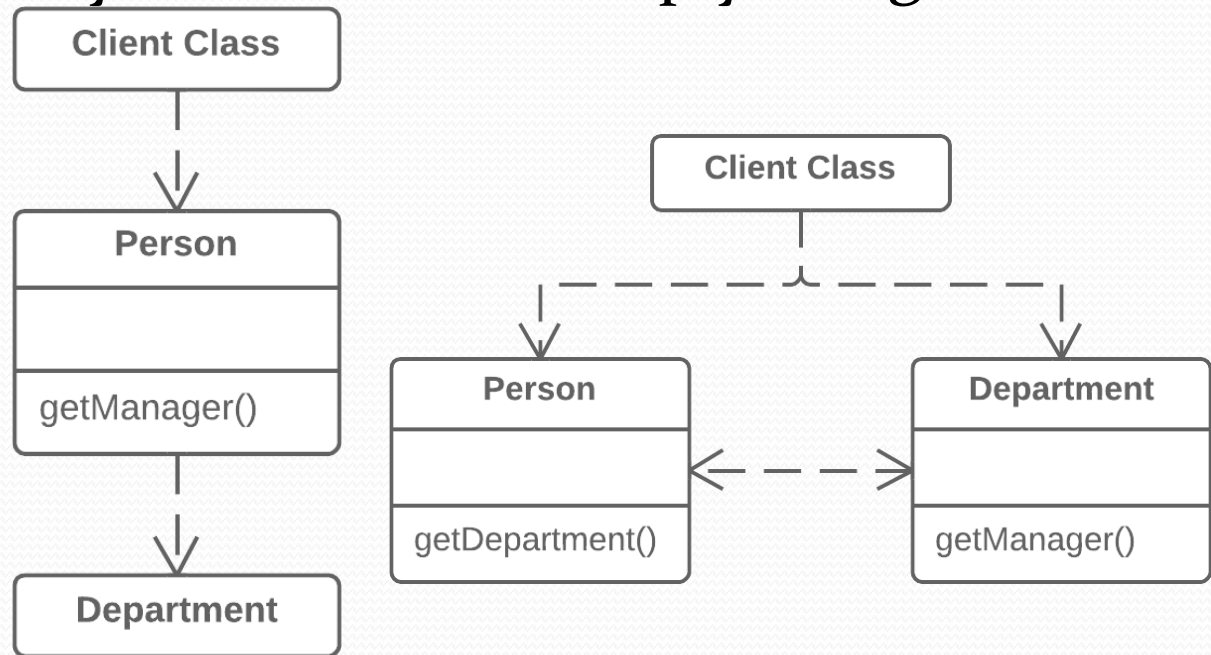 Client Class
Person
getManager()
Department
Client Class
Person
getDepartment()
Department
getManager()